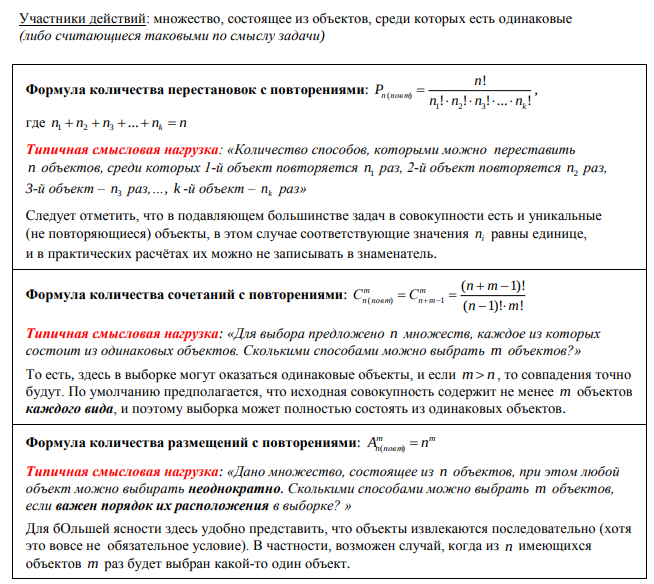 Участники действий: множество, состоящее из объектов, среди которых есть одинаковые
(либо считающиеся таковыми по смыслу задачи)
Формула количества перестановок с повторениями: P_{n(повт)} = n! / (n_1! · n_2! · n_3! · ... · n_k!),
где n_1 + n_2 + n_3 + ... + n_k = n
Типичная смысловая нагрузка: «Количество способов, которыми можно переставить
n объектов, среди которых 1-й объект повторяется n_1 раз, 2-й объект повторяется n_2 раз,
3-й объект – n_3 раз,..., k -й объект – n_k раз»
Следует отметить, что в подавляющем большинстве задач в совокупности есть и уникальные
(не повторяющиеся) объекты, в этом случае соответствующие значения n_i равны единице,
и в практических расчётах их можно не записывать в знаменатель.
Формула количества сочетаний с повторениями: C^m_{n(повт)} = C^m_{n+m−1} = (n + m − 1)! / ((n − 1)! · m!)
Типичная смысловая нагрузка: «Для выбора предложено n множеств, каждое из которых
состоит из одинаковых объектов. Сколькими способами можно выбрать m объектов?»
То есть, здесь в выборке могут оказаться одинаковые объекты, и если m > n , то совпадения точно
будут. По умолчанию предполагается, что исходная совокупность содержит не менее m объектов
каждого вида, и поэтому выборка может полностью состоять из одинаковых объектов.
Формула количества размещений с повторениями: A^m_{n(повт)} = n^m
Типичная смысловая нагрузка: «Дано множество, состоящее из n объектов, при этом любой
объект можно выбирать неоднократно. Сколькими способами можно выбрать m объектов,
если важен порядок их расположения в выборке? »
Для бОльшей ясности здесь удобно представить, что объекты извлекаются последовательно (хотя
это вовсе не обязательное условие). В частности, возможен случай, когда из n имеющихся
объектов m раз будет выбран какой-то один объект.